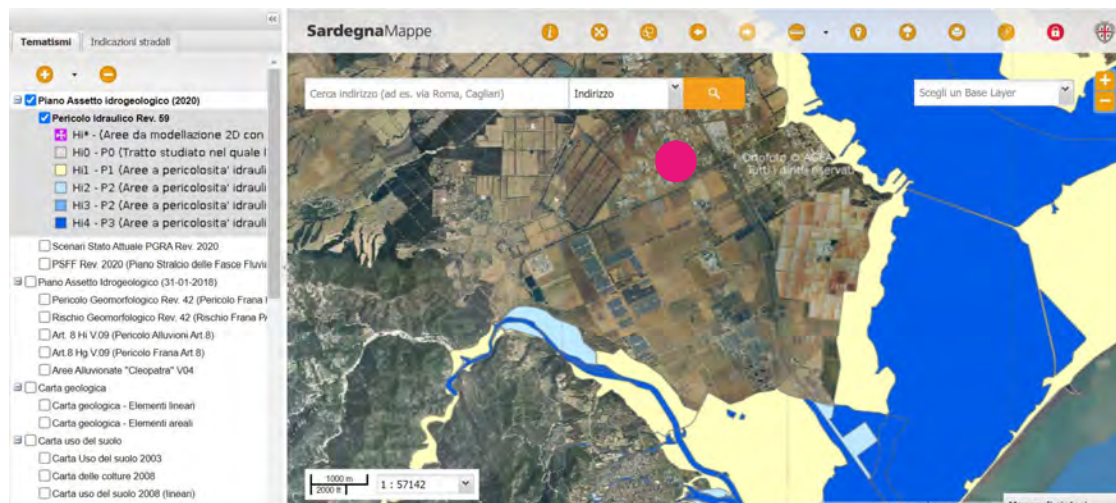 Tematismi
Indicazioni stradali
Piano Assetto idrogeologico (2020)
Pericolo Idraulico Rev. 59
Hi* - (Aree da modellazione 2D con
Hi0 - P0 (Tratto studiato nel quale l
Hi1 - P1 (Aree a pericolosita' idrauli
Hi2 - P2 (Aree a pericolosita' idrauli
Hi3 - P2 (Aree a pericolosita' idrauli
Hi4 - P3 (Aree a pericolosita' idrauli
Scenari Stato Attuale PGRA Rev. 2020
PSFF Rev. 2020 (Piano Stralcio delle Fasce Fluvi
Piano Assetto Idrogeologico (31-01-2018)
Pericolo Geomorfologico Rev. 42 (Pericolo Frana
Rischio Geomorfologico Rev. 42 (Rischio Frana PA
Art. 8 Hi V.09 (Pericolo Alluvioni Art.8)
Art.8 Hg V.09 (Pericolo Frana Art 8)
Aree Alluvionate "Cleopatra" V04
Carta geologica
Carta geologica - Elementi lineari
Carta geologica - Elementi areali
Carta uso del suolo
Carta Uso del suolo 2003
Carta delle colture 2008
Carta uso del suolo 2008 (lineari)
SardegnaMappe
Cerca indirizzo (ad es. via Roma, Cagliari)
Indirizzo
Scegli un Base Layer
Ortofoto © AGEA
Tutti i diritti riservati
1000 m
2000 ft
1 : 57142